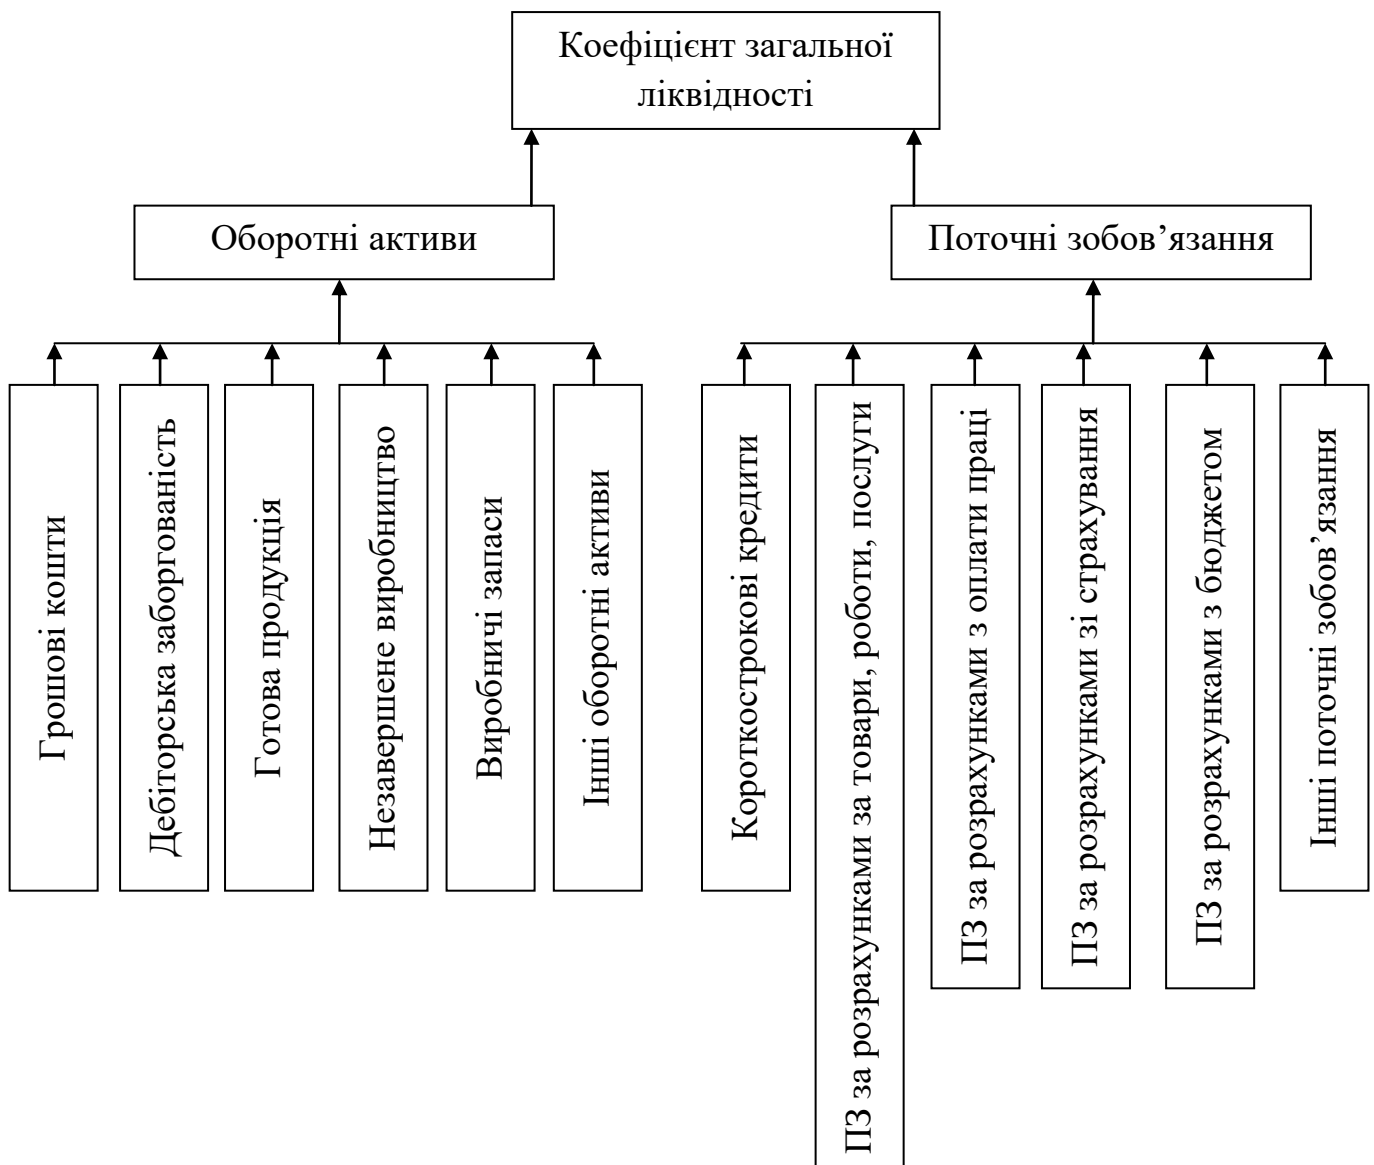 Коефіцієнт загальної
ліквідності
Оборотні активи
Поточні зобов’язання
Грошові кошти
Дебіторська заборгованість
Готова продукція
Незавершене виробництво
Виробничі запаси
Інші оборотні активи
Короткострокові кредити
ПЗ за розрахунками за товари, роботи, послуги
ПЗ за розрахунками з оплати праці
ПЗ за розрахунками зі страхування
ПЗ за розрахунками з бюджетом
Інші поточні зобов’язання